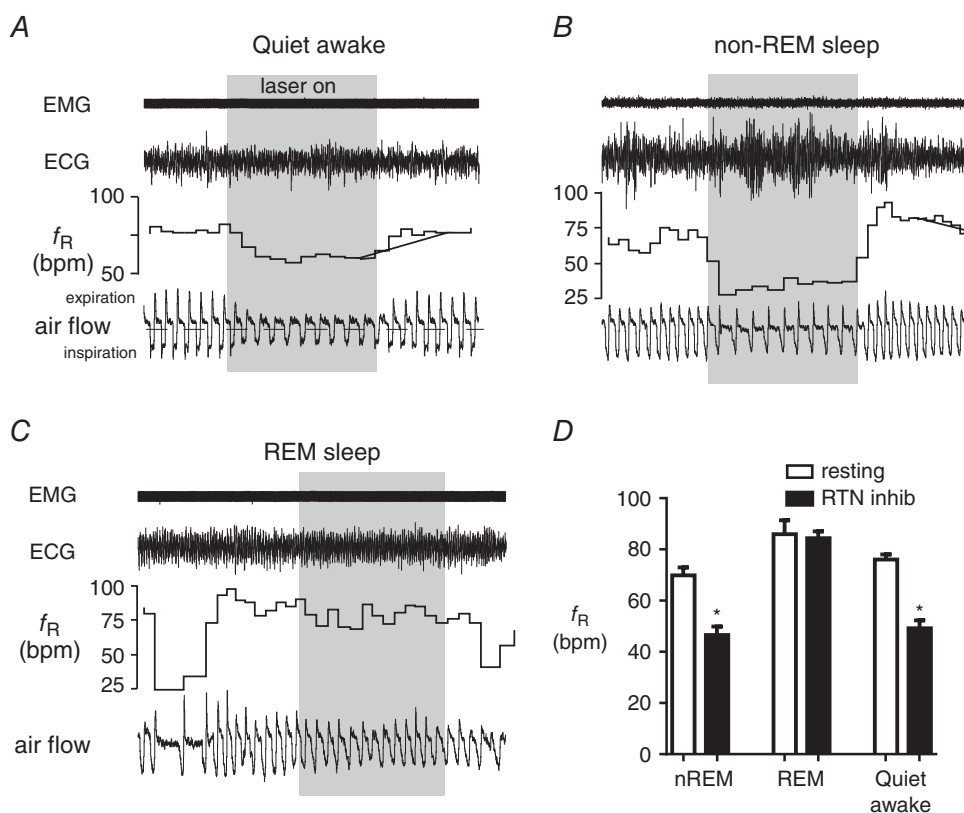 A
Quiet awake
laser on
EMG
ECG
100
fR
(bpm)
50
expiration
air flow
inspiration
B
non-REM sleep
100
75
50
25
C
REM sleep
EMG
ECG
100
fR
75
(bpm)
50
25
air flow
D
resting
RTN inhib
100
80
60
40
20
0
fR
(bpm)
*
*
nREM
REM
Quiet
awake